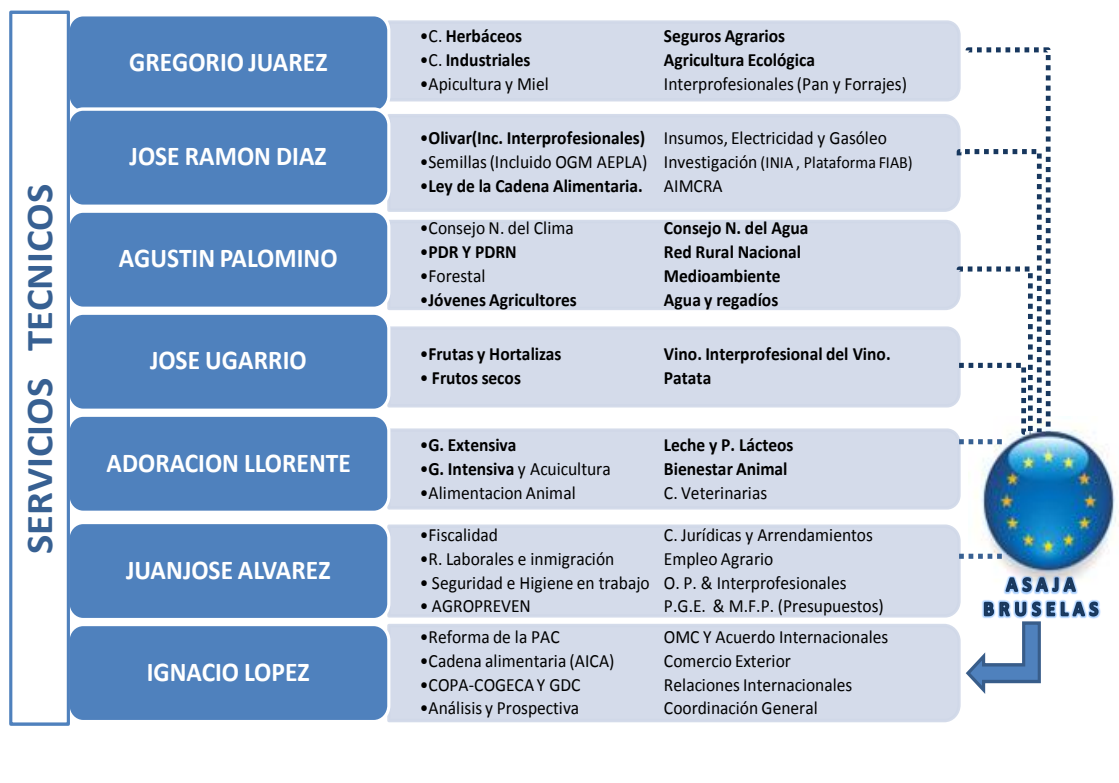 SERVICIOS TECNICOS
GREGORIO JUAREZ
•C. Herbáceos Seguros Agrarios
•C. Industriales Agricultura Ecológica
•Apicultura y Miel Interprofesionales (Pan y Forrajes)
JOSE RAMON DIAZ
•Olivar(Inc. Interprofesionales) Insumos, Electricidad y Gasóleo
•Semillas (Incluido OGM AEPLA) Investigación (INIA , Plataforma FIAB)
•Ley de la Cadena Alimentaria. AIMCRA
AGUSTIN PALOMINO
•Consejo N. del Clima Consejo N. del Agua
•PDR Y PDRN Red Rural Nacional
•Forestal Medioambiente
•Jóvenes Agricultores Agua y regadíos
JOSE UGARRIO
•Frutas y Hortalizas Vino. Interprofesional del Vino.
• Frutos secos Patata
ADORACION LLORENTE
•G. Extensiva Leche y P. Lácteos
•G. Intensiva y Acuicultura Bienestar Animal
•Alimentacion Animal C. Veterinarias
JUANJOSE ALVAREZ
•Fiscalidad C. Jurídicas y Arrendamientos
•R. Laborales e inmigración Empleo Agrario
• Seguridad e Higiene en trabajo O. P. & Interprofesionales
• AGROPREVEN P.G.E. & M.F.P. (Presupuestos)
IGNACIO LOPEZ
•Reforma de la PAC OMC Y Acuerdo Internacionales
•Cadena alimentaria (AICA) Comercio Exterior
•COPA-COGECA Y GDC Relaciones Internacionales
•Análisis y Prospectiva Coordinación General
ASAJA
BRUSELAS